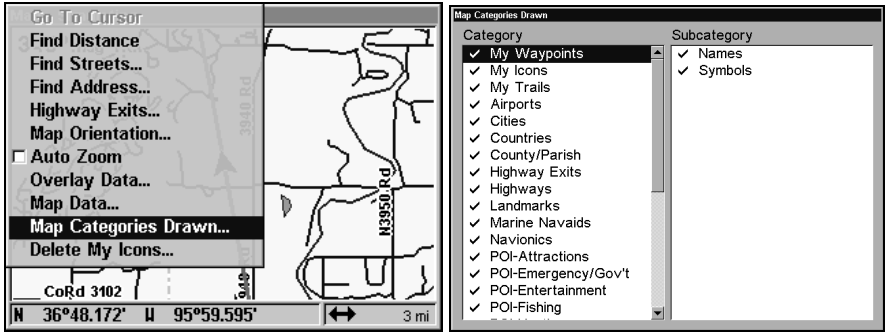 Go To Cursor
Find Distance
Find Streets...
Find Address...
Highway Exits...
Map Orientation...
Auto Zoom
Overlay Data...
Map Data...
Map Categories Drawn...
Delete My Icons...
3940 Rd
N3950 Rd
CoRd 3102
N 36°48.172' W 95°59.595' 3 mi
Map Categories Drawn
Category Subcategory
My Waypoints Names
My Icons Symbols
My Trails
Airports
Cities
Countries
County/Parish
Highway Exits
Highways
Landmarks
Marine Navaids
Navionics
POI-Attractions
POI-Emergency/Gov't
POI-Entertainment
POI-Fishing